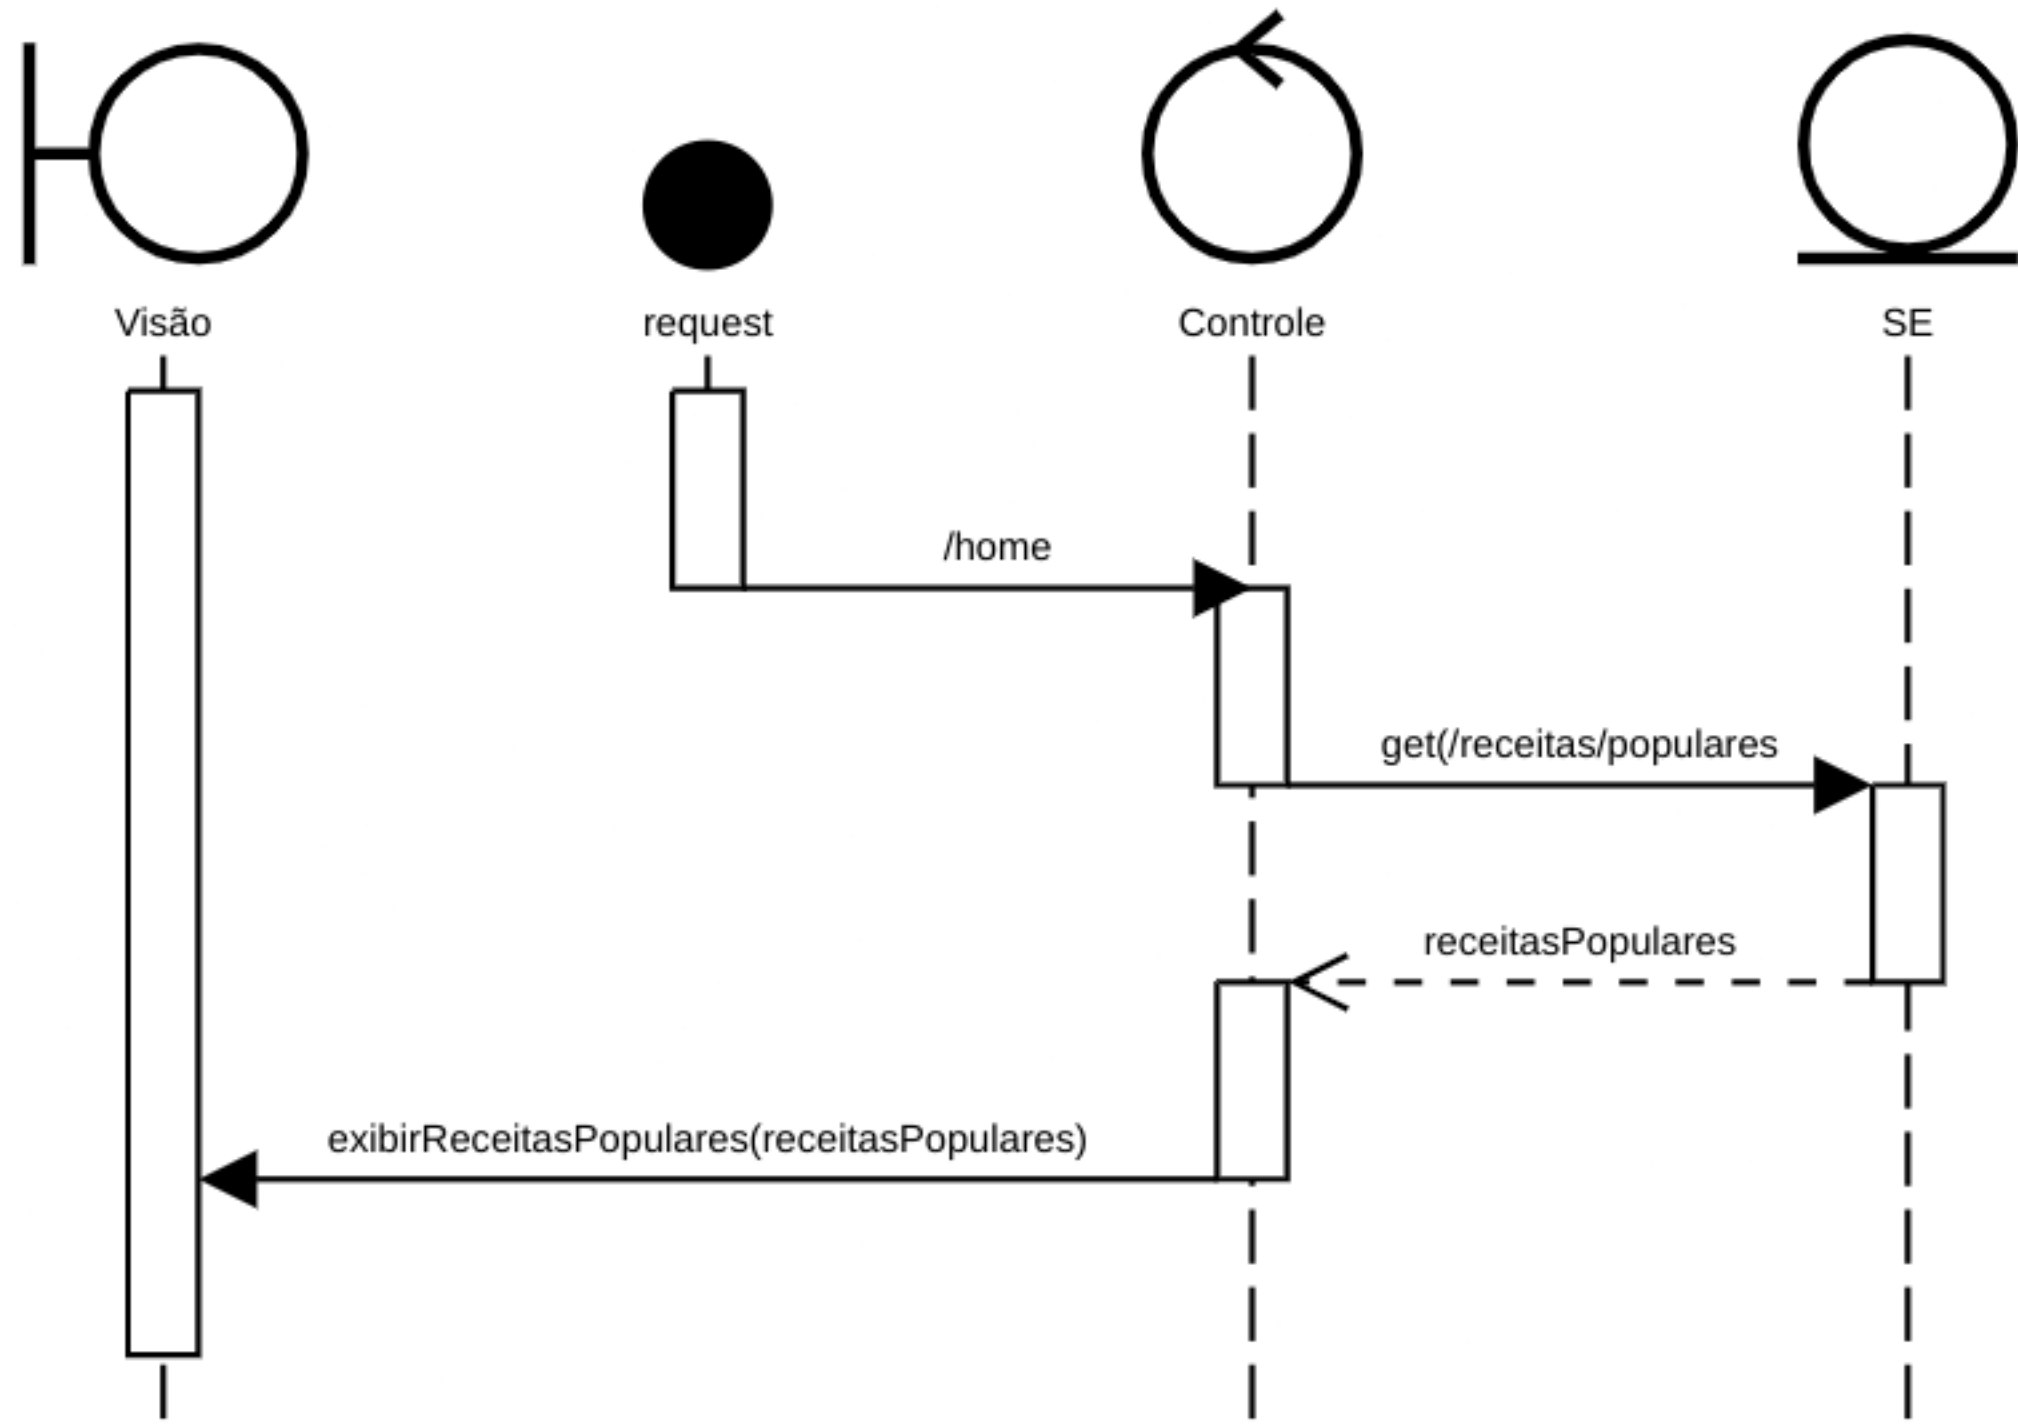 Visão
request
Controle
SE
/home
get(/receitas/populares
receitasPopulares
exibirReceitasPopulares(receitasPopulares)